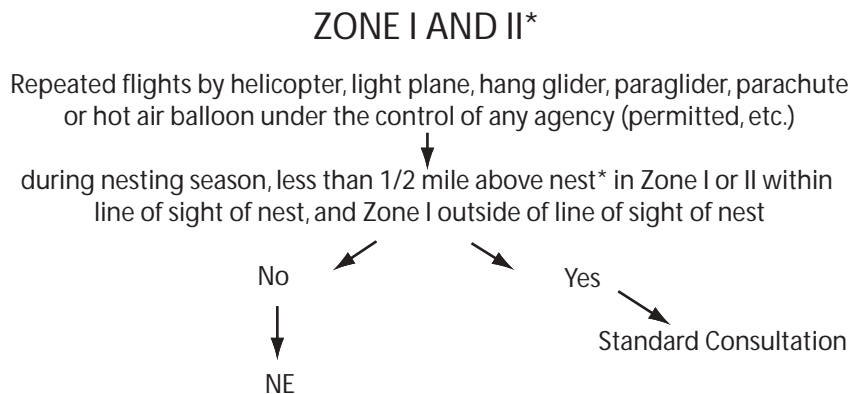 ZONE I AND II*
Repeated flights by helicopter, light plane, hang glider, paraglider, parachute
or hot air balloon under the control of any agency (permitted, etc.)
during nesting season, less than 1/2 mile above nest* in Zone I or II within
line of sight of nest, and Zone I outside of line of sight of nest
No
Yes
Standard Consultation
NE